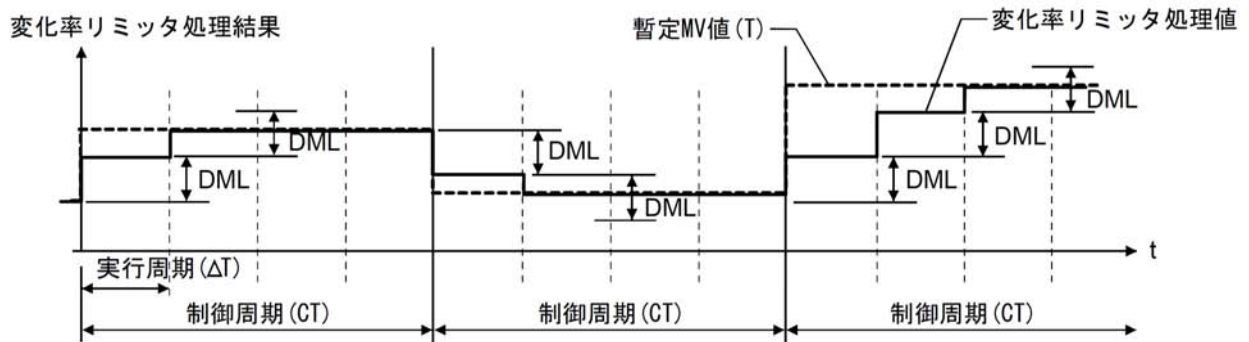 変化率リミッタ処理結果
暫定MV値(T)
変化率リミッタ処理値
DML
DML
DML
DML
DML
DML
DML
t
実行周期(ΔT)
制御周期(CT)
制御周期(CT)
制御周期(CT)